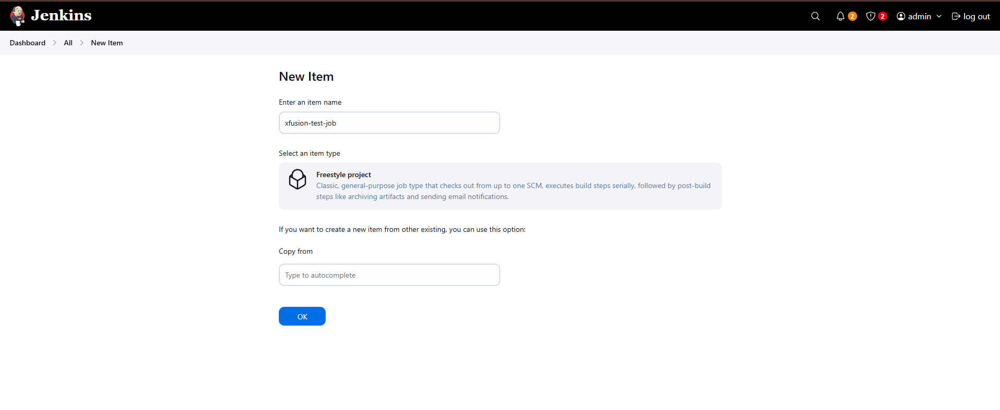 Jenkins
2
2
admin
log out
Dashboard
All
New Item
New Item
Enter an item name
xfusion-test-job
Select an item type
Freestyle project
Classic, general-purpose job type that checks out from up to one SCM, executes build steps serially, followed by post-build
steps like archiving artifacts and sending email notifications.
If you want to create a new item from other existing, you can use this option:
Copy from
Type to autocomplete
OK